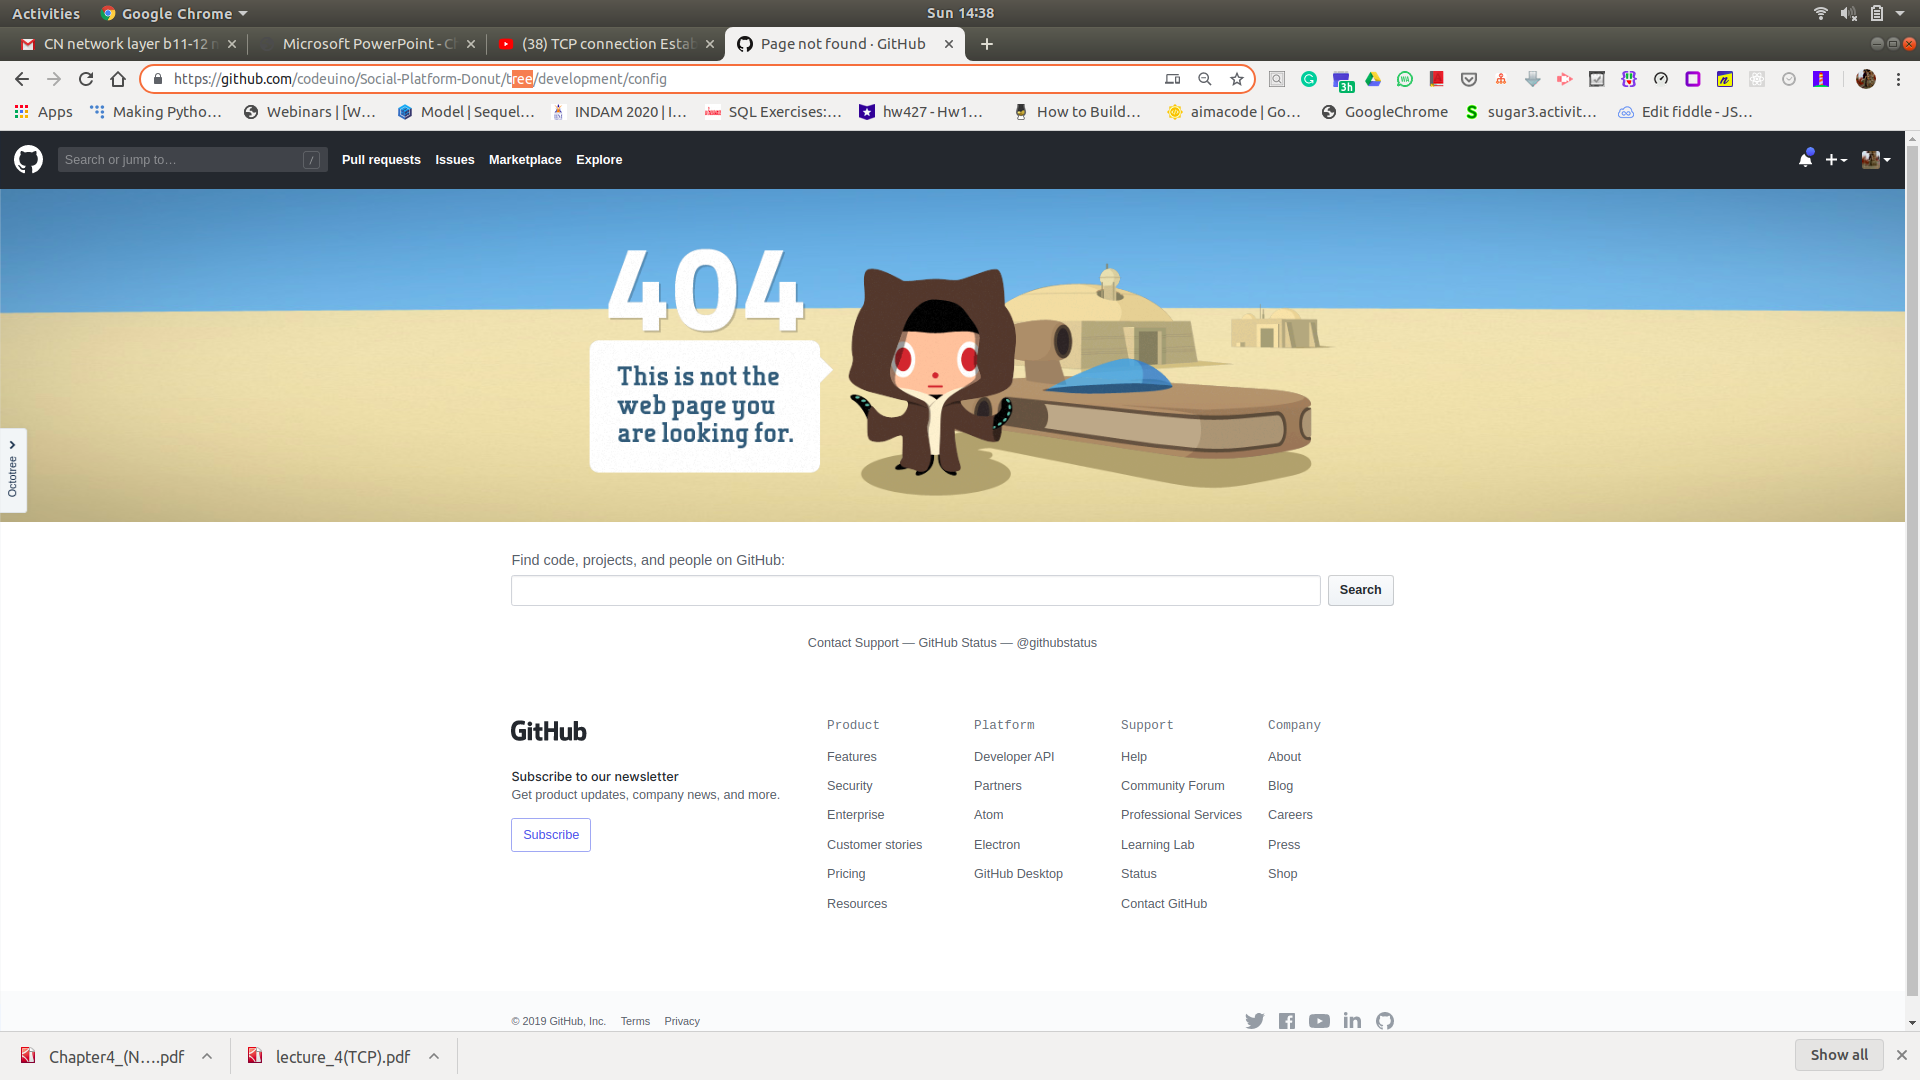 Activities
Google Chrome
Sun 14:38
CN network layer b11-12 n
Microsoft PowerPoint - Ch
(38) TCP connection Estab
Page not found · GitHub
https://github.com/codeuino/Social-Platform-Donut/tree/development/config
3h
Apps
Making Pytho…
Webinars | [W…
Model | Sequel…
INDAM 2020 | I…
SQL Exercises:…
hw427 - Hw1…
How to Build…
aimacode | Go…
GoogleChrome
sugar3.activit…
Edit fiddle - JS…
Search or jump to…
/
Pull requests
Issues
Marketplace
Explore
404
This is not the
web page you
are looking for.
Octotree
Find code, projects, and people on GitHub:
Search
Contact Support — GitHub Status — @githubstatus
GitHub
Subscribe to our newsletter
Get product updates, company news, and more.
Subscribe
Product
Features
Security
Enterprise
Customer stories
Pricing
Resources
Platform
Developer API
Partners
Atom
Electron
GitHub Desktop
Support
Help
Community Forum
Professional Services
Learning Lab
Status
Contact GitHub
Company
About
Blog
Careers
Press
Shop
© 2019 GitHub, Inc.
Terms
Privacy
Chapter4_(N….pdf
lecture_4(TCP).pdf
Show all